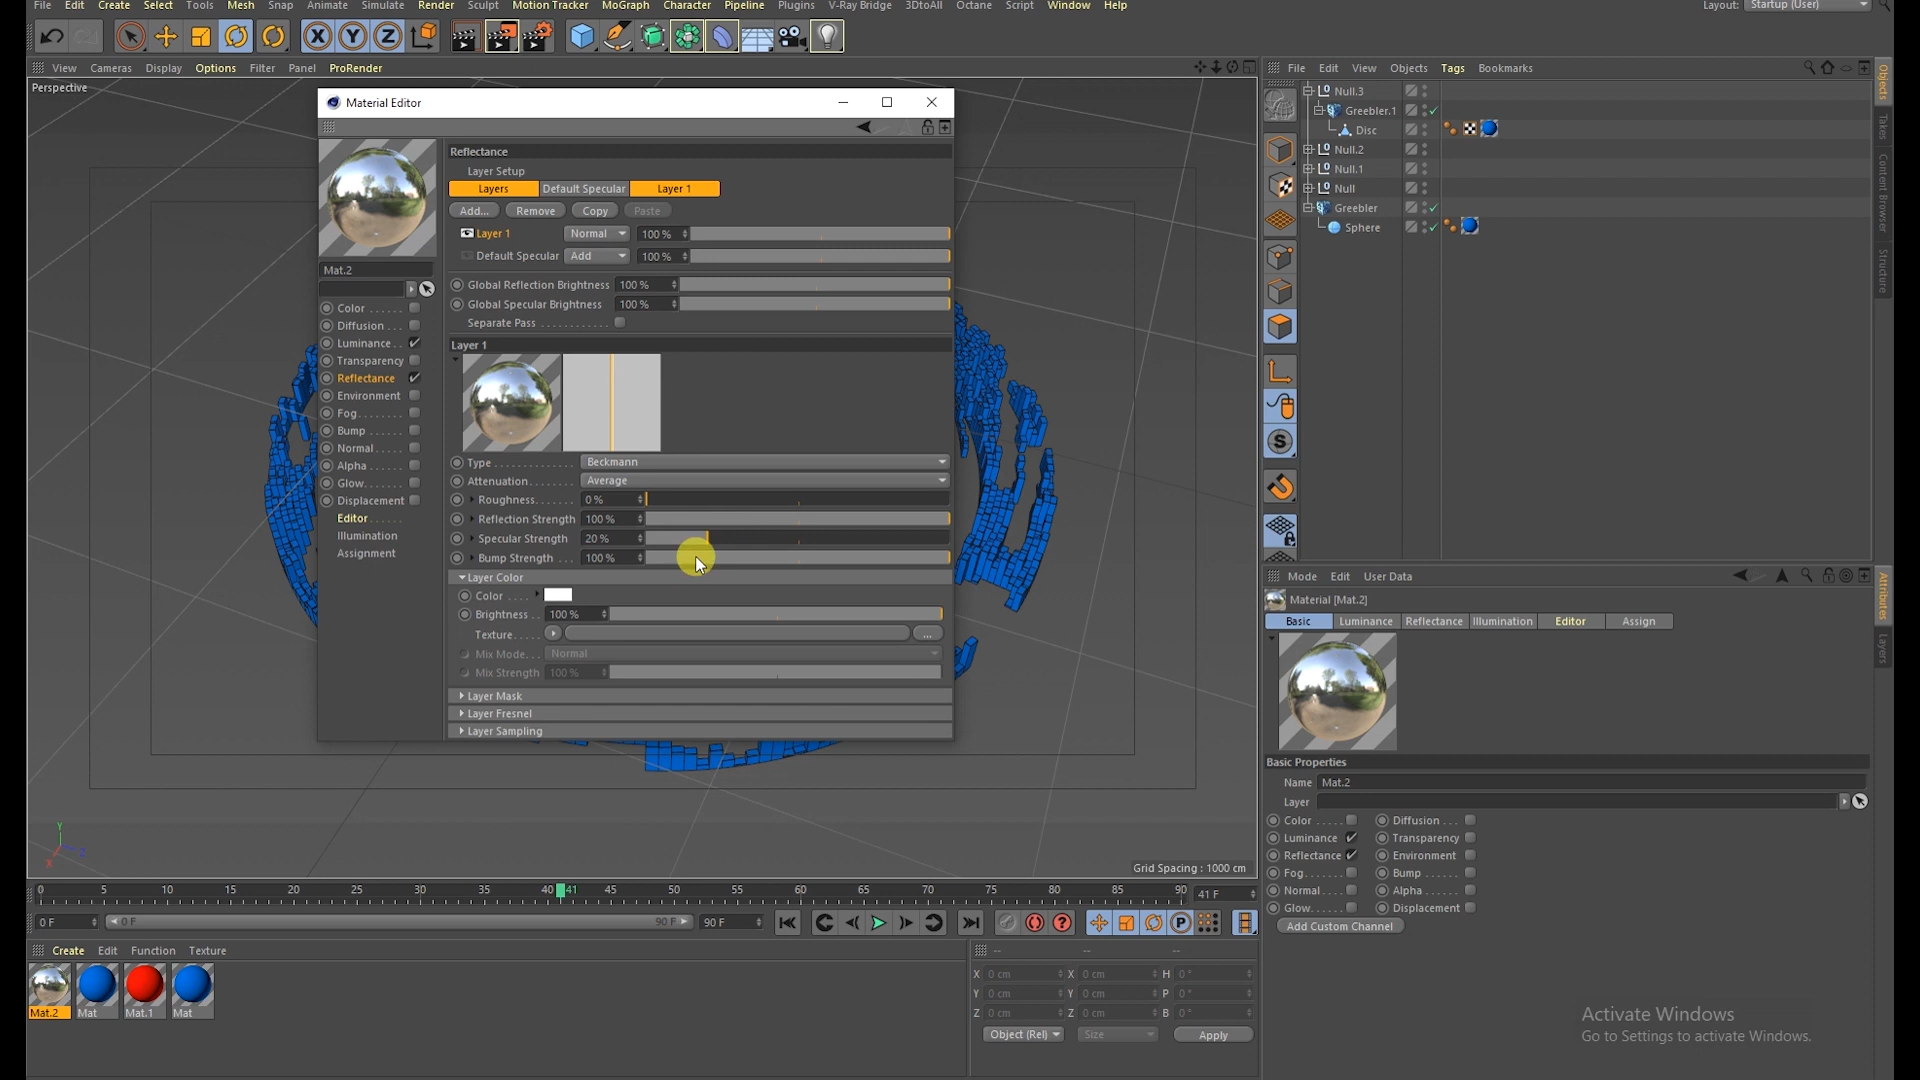 File Edit Create Select Tools Mesh Snap Animate Simulate Render Sculpt Motion Tracker MoGraph Character Pipeline Plugins V-Ray Bridge 3DtoAll Octane Script Window Help
Layout: Startup (User)
View Cameras Display Options Filter Panel ProRender
File Edit View Objects Tags Bookmarks
Perspective
Material Editor
Null.3
Greebler.1
Disc
Null.2
Null.1
Null
Greebler
Sphere
Objects
Takes
Content Browser
Structure
Reflectance
Layer Setup
Layers Default Specular Layer 1
Add... Remove Copy Paste
Layer 1 Normal 100 %
Default Specular Add 100 %
Mat.2
Global Reflection Brightness 100 %
Global Specular Brightness 100 %
Separate Pass
Color
Diffusion
Luminance
Transparency
Reflectance
Environment
Fog
Bump
Normal
Alpha
Glow
Displacement
Editor
Illumination
Assignment
Layer 1
Type Beckmann
Attenuation Average
Roughness 0 %
Reflection Strength 100 %
Specular Strength 20 %
Bump Strength 100 %
Layer Color
Color
Brightness 100 %
Texture ...
Mix Mode Normal
Mix Strength 100 %
Layer Mask
Layer Fresnel
Layer Sampling
Grid Spacing : 1000 cm
Y
X Z
Mode Edit User Data
Material [Mat.2]
Basic Luminance Reflectance Illumination Editor Assign
Attributes
Layers
Basic Properties
Name Mat.2
Layer
Color Diffusion
Luminance Transparency
Reflectance Environment
Fog Bump
Normal Alpha
Glow Displacement
Add Custom Channel
0 5 10 15 20 25 30 35 40 41 45 50 55 60 65 70 75 80 85 90 41 F
0 F 0 F 90 F 90 F
Create Edit Function Texture
Mat.2 Mat Mat.1 Mat
-- -- --
X 0 cm X 0 cm H 0 °
Y 0 cm Y 0 cm P 0 °
Z 0 cm Z 0 cm B 0 °
Object (Rel) Size Apply
Activate Windows
Go to Settings to activate Windows.